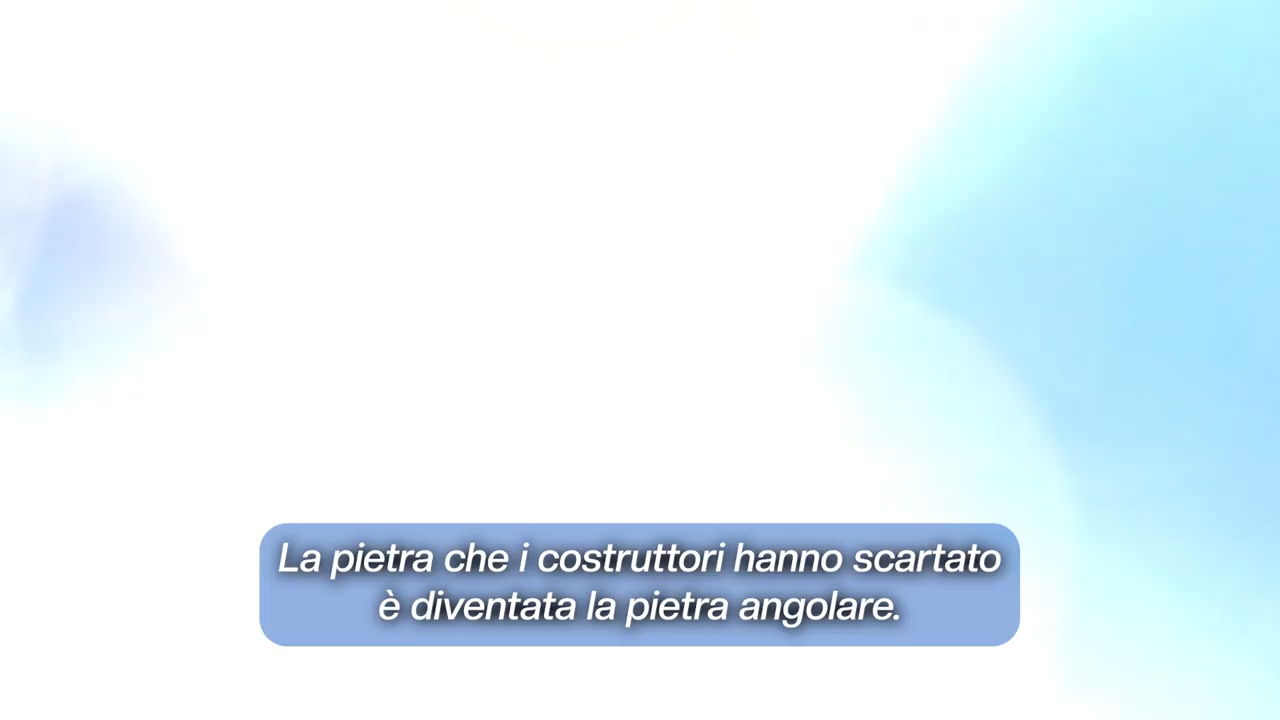 La pietra che i costruttori hanno scartato
è diventata la pietra angolare.